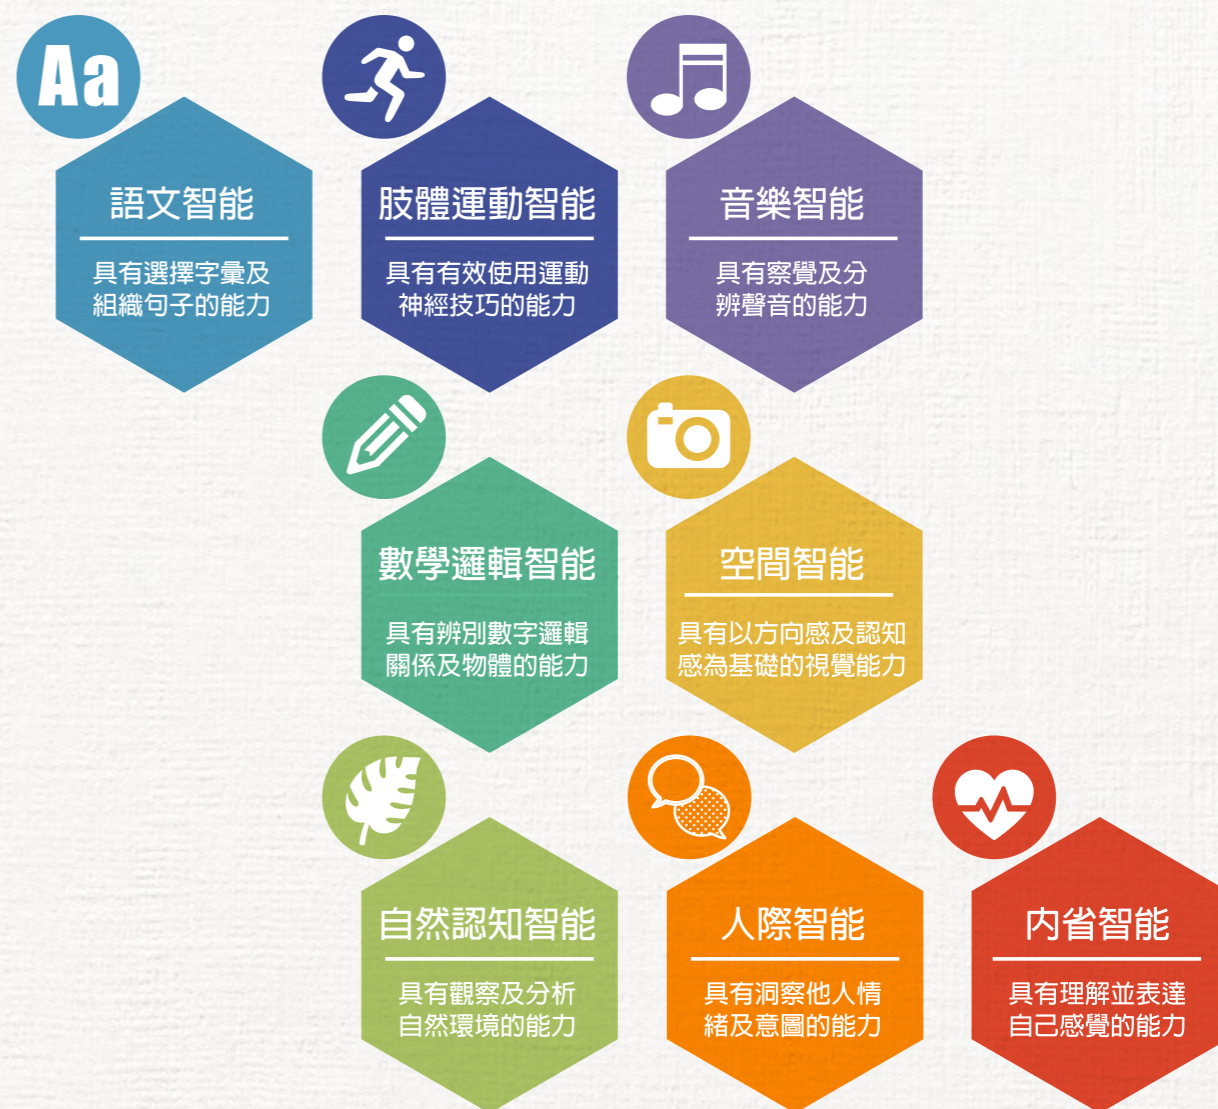 Aa
語文智能
具有選擇字彙及
組織句子的能力
肢體運動智能
具有有效使用運動
神經技巧的能力
音樂智能
具有察覺及分
辨聲音的能力
數學邏輯智能
具有辨別數字邏輯
關係及物體的能力
空間智能
具有以方向感及認知
感為基礎的視覺能力
自然認知智能
具有觀察及分析
自然環境的能力
人際智能
具有洞察他人情
緒及意圖的能力
內省智能
具有理解並表達
自己感覺的能力